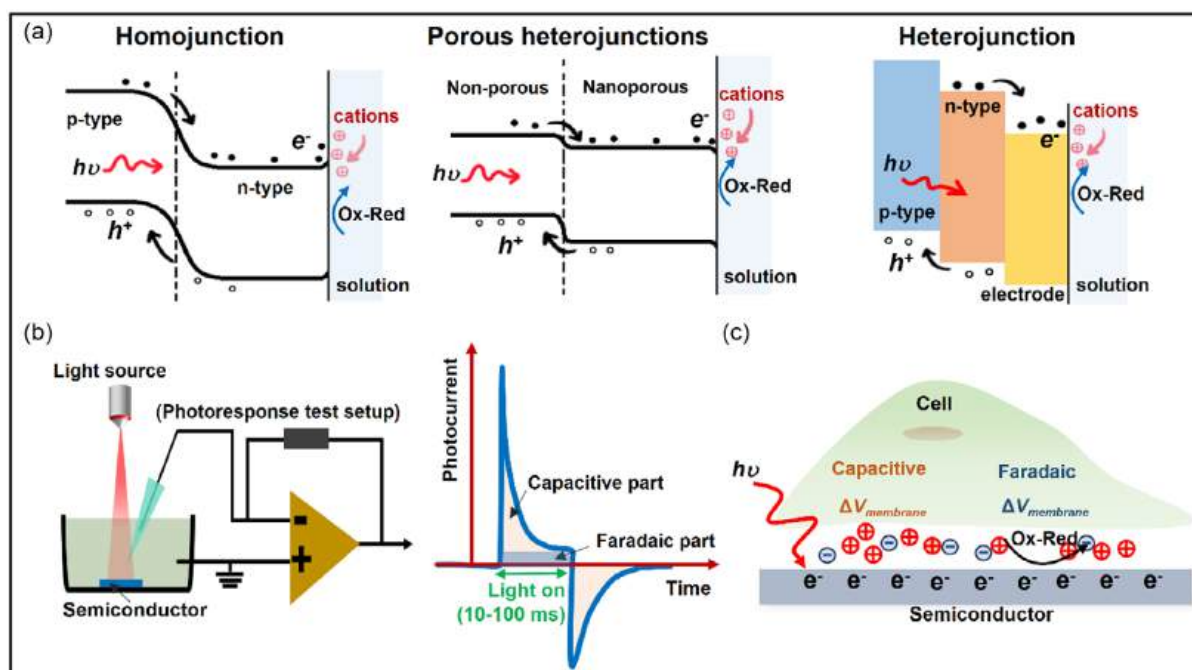 (a)
Homojunction
p-type
hυ
h⁺
n-type
e⁻
cations
Ox-Red
solution
Porous heterojunctions
Non-porous
Nanoporous
hυ
h⁺
e⁻
cations
Ox-Red
solution
Heterojunction
n-type
hυ
p-type
h⁺
e⁻
electrode
cations
Ox-Red
solution
(b)
Light source
(Photoresponse test setup)
-
+
Semiconductor
Photocurrent
Capacitive part
Faradaic part
Light on
(10-100 ms)
Time
(c)
Cell
hυ
Capacitive
ΔVmembrane
Faradaic
ΔVmembrane
Ox-Red
e⁻ e⁻ e⁻ e⁻ e⁻ e⁻ e⁻ e⁻
Semiconductor